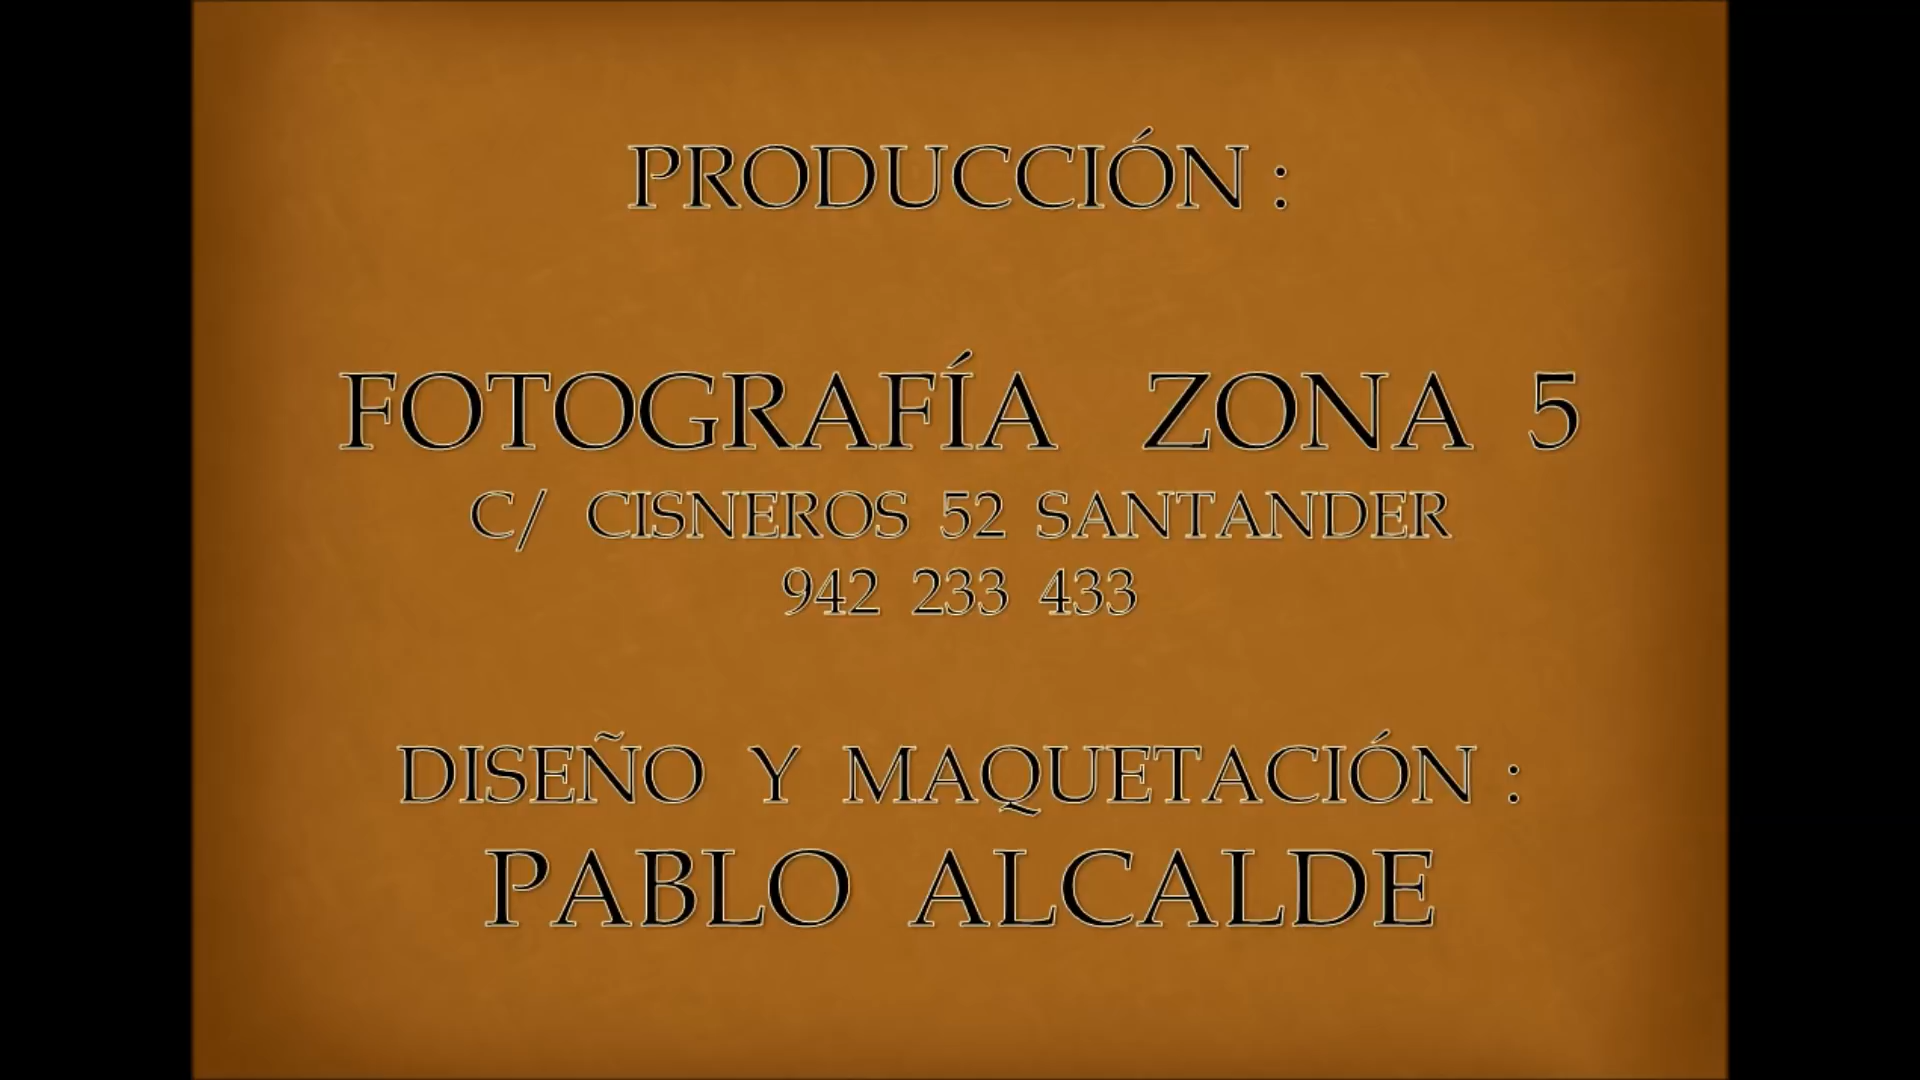 PRODUCCIÓN :
FOTOGRAFÍA ZONA 5
C/ CISNEROS 52 SANTANDER
942 233 433
DISEÑO Y MAQUETACIÓN :
PABLO ALCALDE